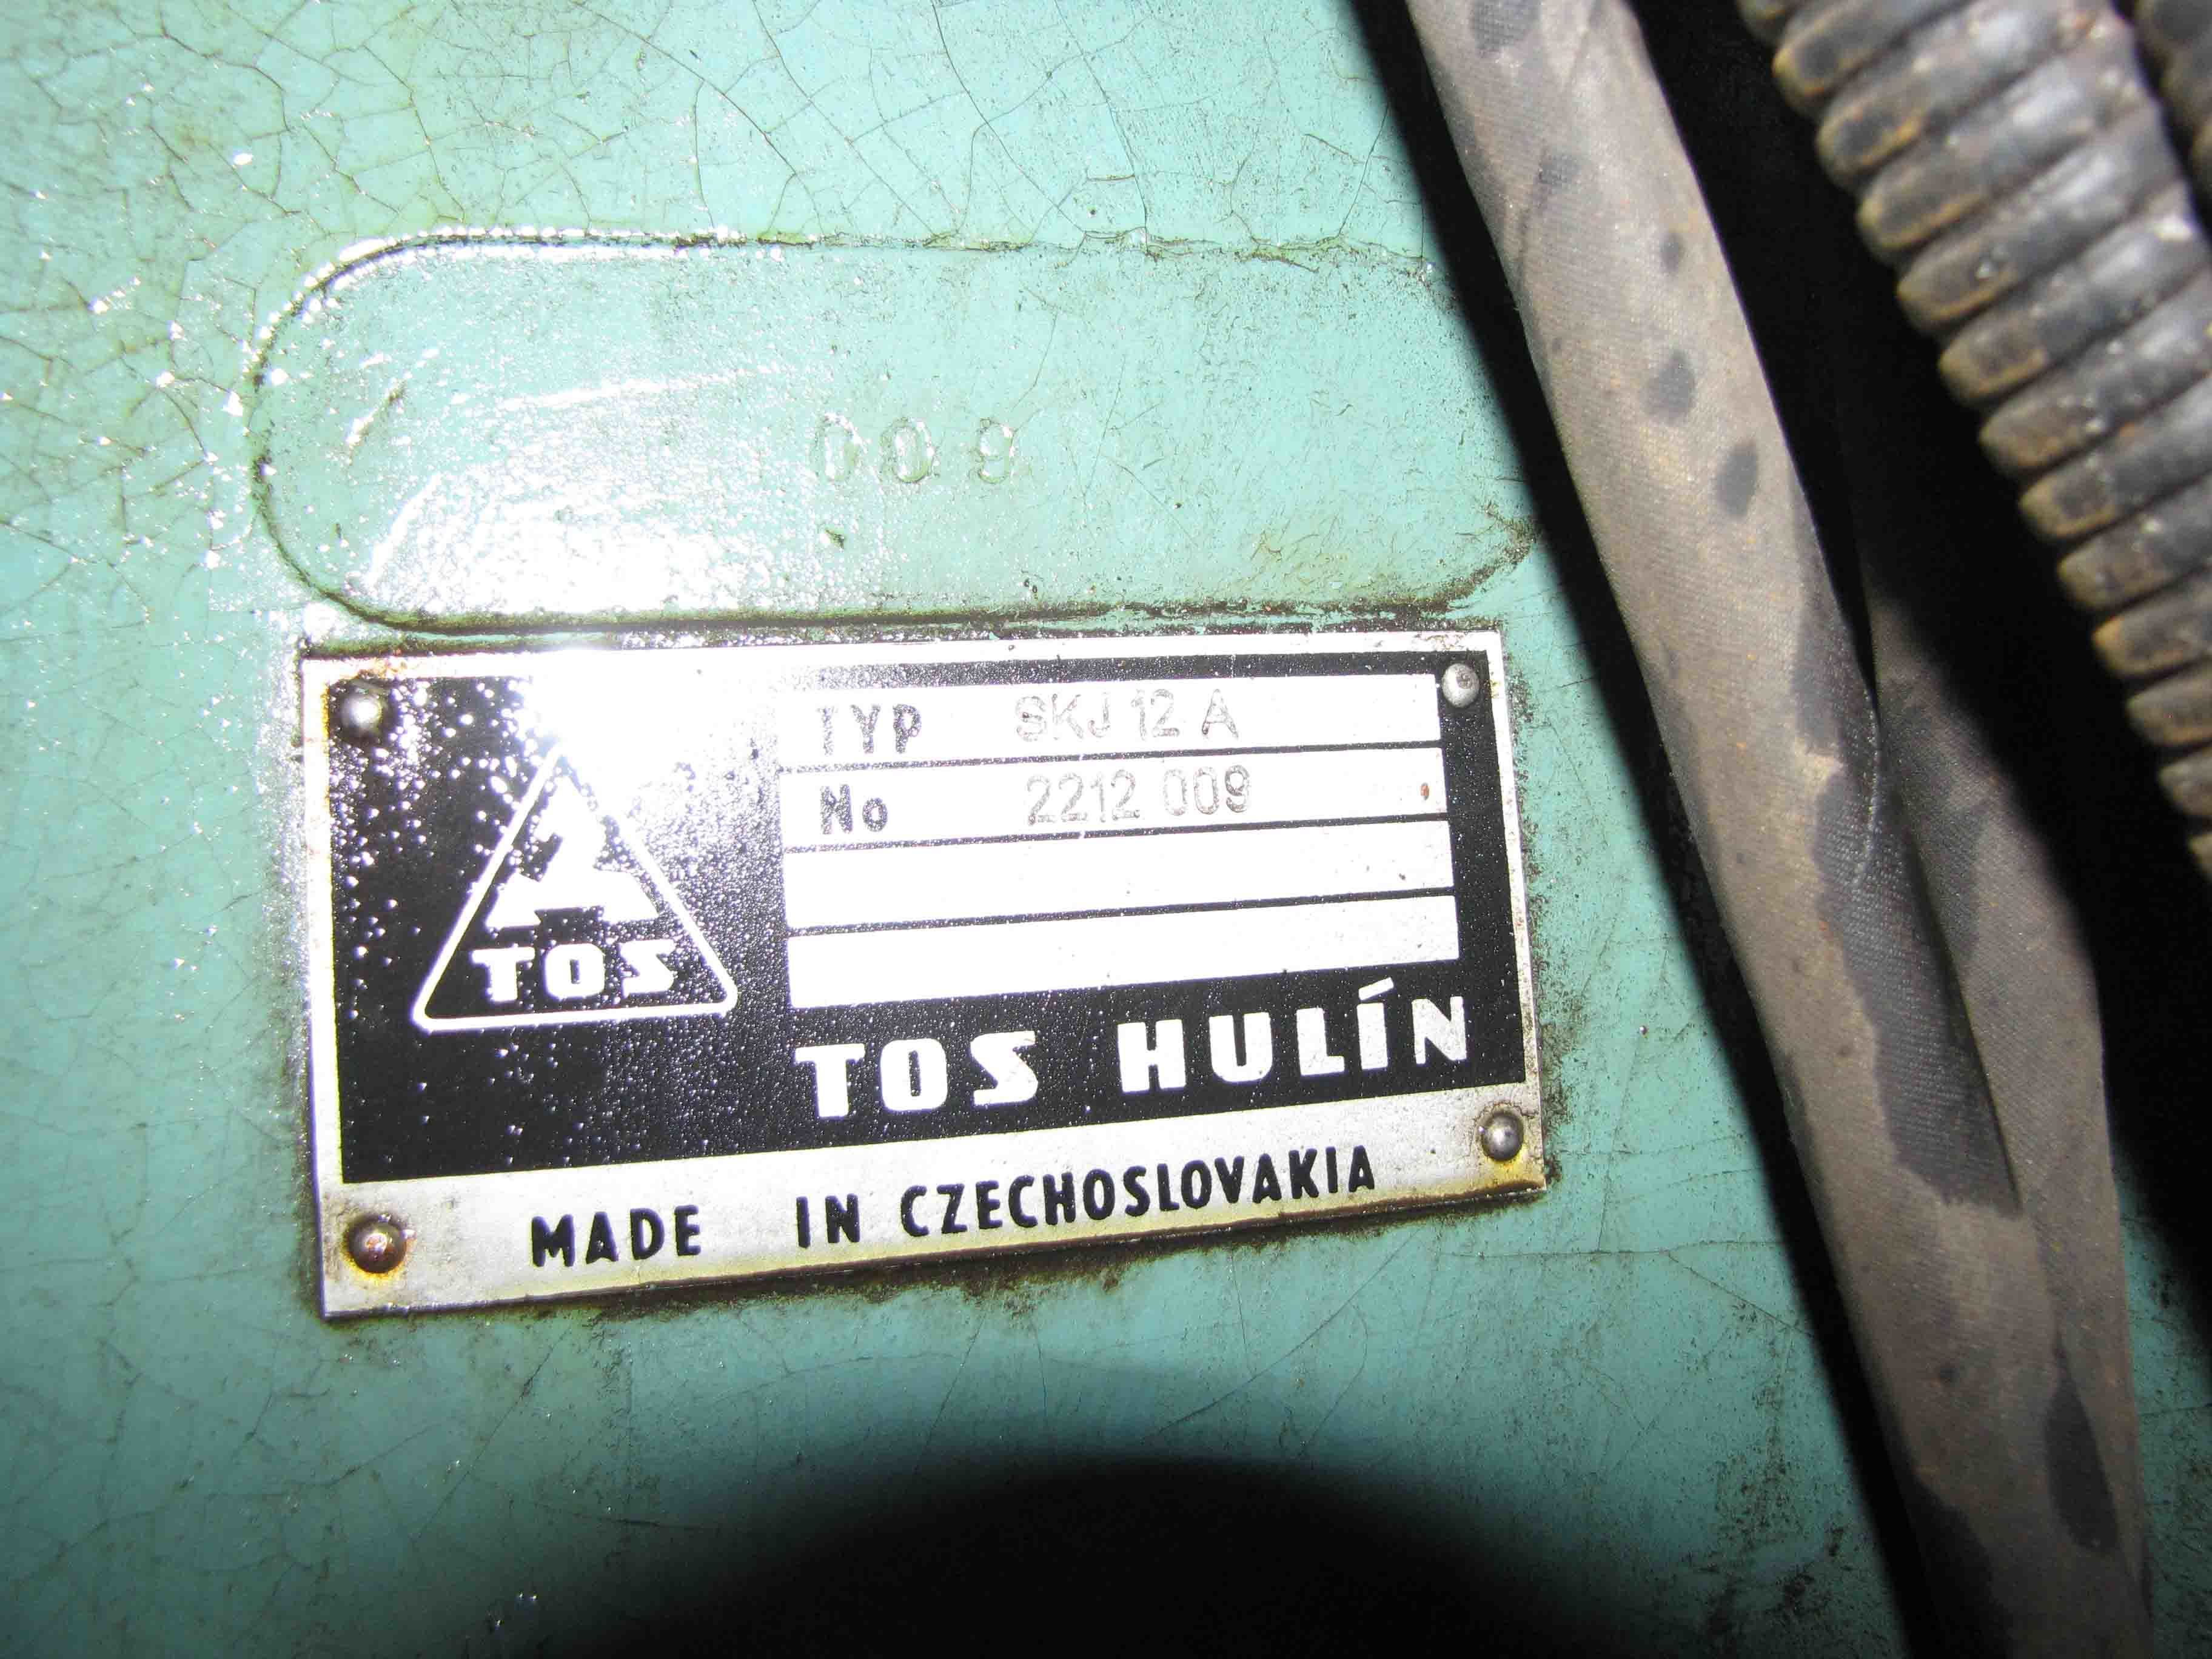 009
TYP SKJ 12 A
No 2212 009
TOS
TOS HULÍN
MADE IN CZECHOSLOVAKIA